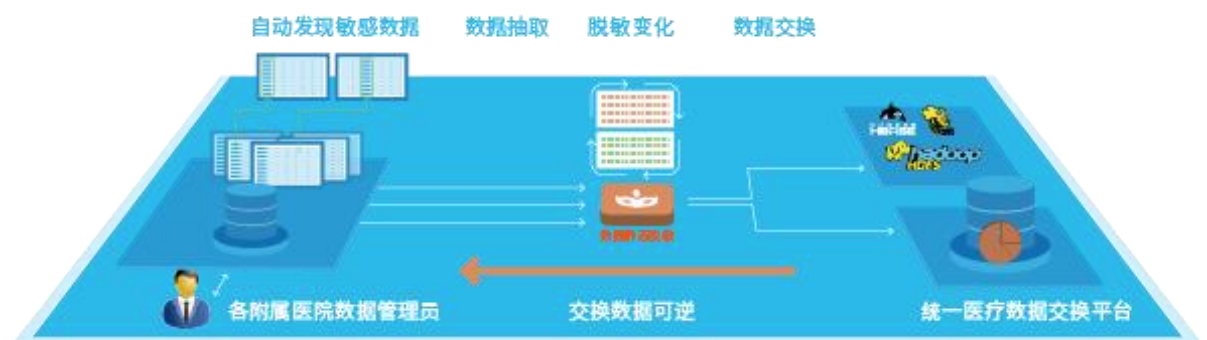 自动发现敏感数据
数据抽取
脱敏变化
数据交换
hadoop
HDFS
各附属医院数据管理员
交换数据可逆
统一医疗数据交换平台